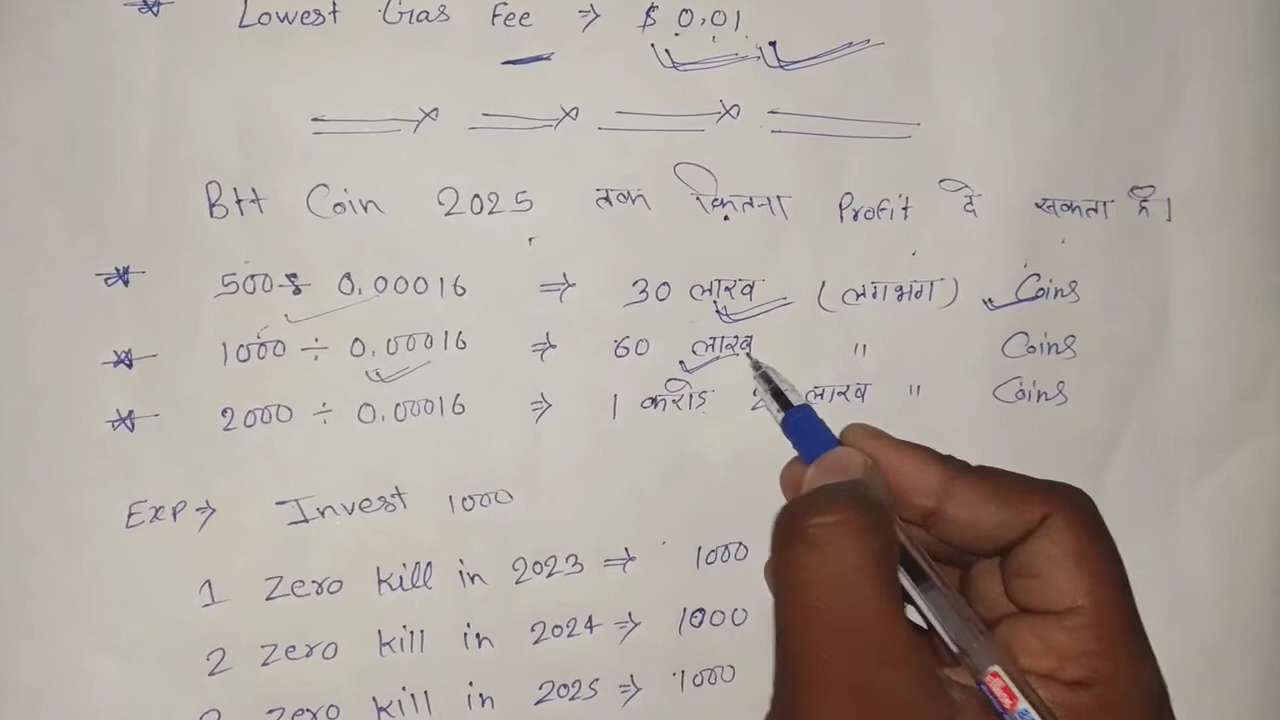 * Lowest Gas Fee ⇒ $ 0.01
Btt Coin 2025 तक कितना Profit दे सकता है।
* 500 ÷ 0.00016 ⇒ 30 लाख (लगभग) Coins
* 1000 ÷ 0.00016 ⇒ 60 लाख " Coins
* 2000 ÷ 0.00016 ⇒ 1 करोड़ लाख " Coins
Exp ⇒ Invest 1000
1 Zero kill in 2023 ⇒ 1000
2 Zero kill in 2024 ⇒ 1000
zero kill in 2025 ⇒ 1000